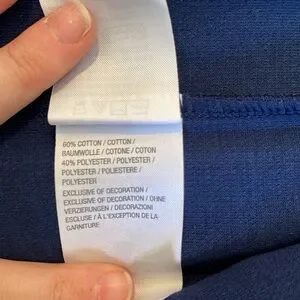 60% COTTON / COTTON /
BAUMWOLLE / COTONE / COTON
40% POLYESTER / POLYESTER /
POLYESTER / POLIESTERE /
POLYESTER
EXCLUSIVE OF DECORATION /
EXCLUSIVE OF DECORATION / OHNE
VERZIERUNGEN / DECORAZIONI
ESCLUSE / À L'EXCEPTION DE LA
GARNITURE